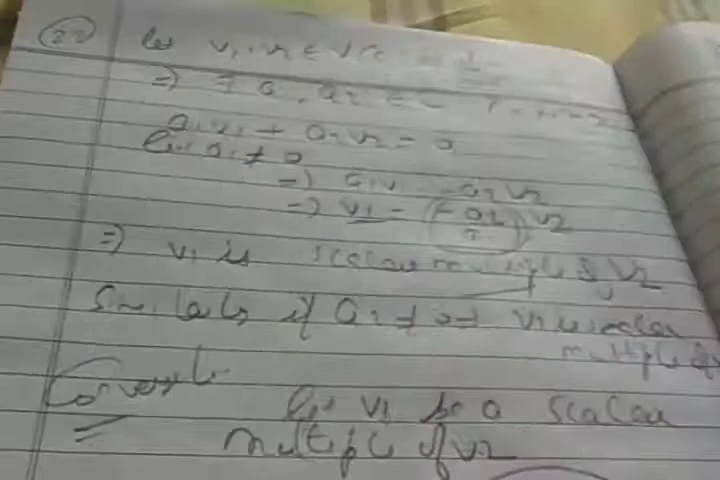 22 let v1, v2 ∈ V
=> ∃ a1, a2
a1v1 + a2v2 = 0
let a1 ≠ 0
=> a1v1 = -a2v2
=> v1 = (-a2/a1) v2
=> v1 is scalar multiple of v2
Similarly if a2 ≠ 0 => v2 is scalar
multiple of
Conversely
let v1 be a scalar
multiple of v2